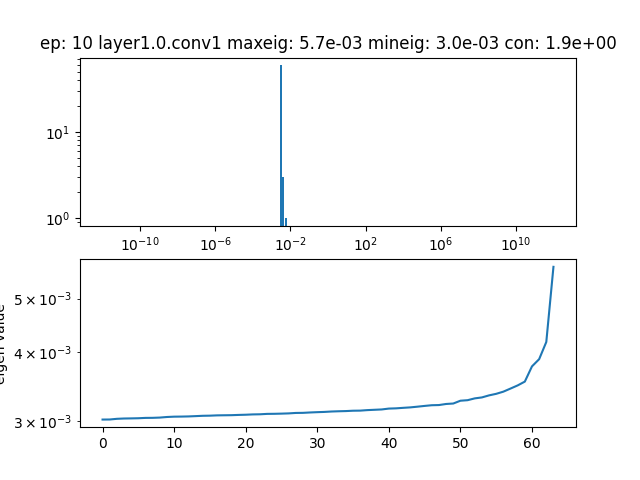 ep: 10 layer1.0.conv1 maxeig: 5.7e-03 mineig: 3.0e-03 con: 1.9e+00
10¹
10⁰
10⁻¹⁰ 10⁻⁶ 10⁻² 10² 10⁶ 10¹⁰
eigen value
5 × 10⁻³
4 × 10⁻³
3 × 10⁻³
0 10 20 30 40 50 60